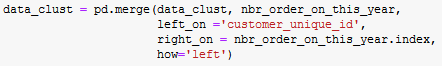 data_clust = pd.merge(data_clust, nbr_order_on_this_year,
left_on ='customer_unique_id',
right_on = nbr_order_on_this_year.index,
how='left')